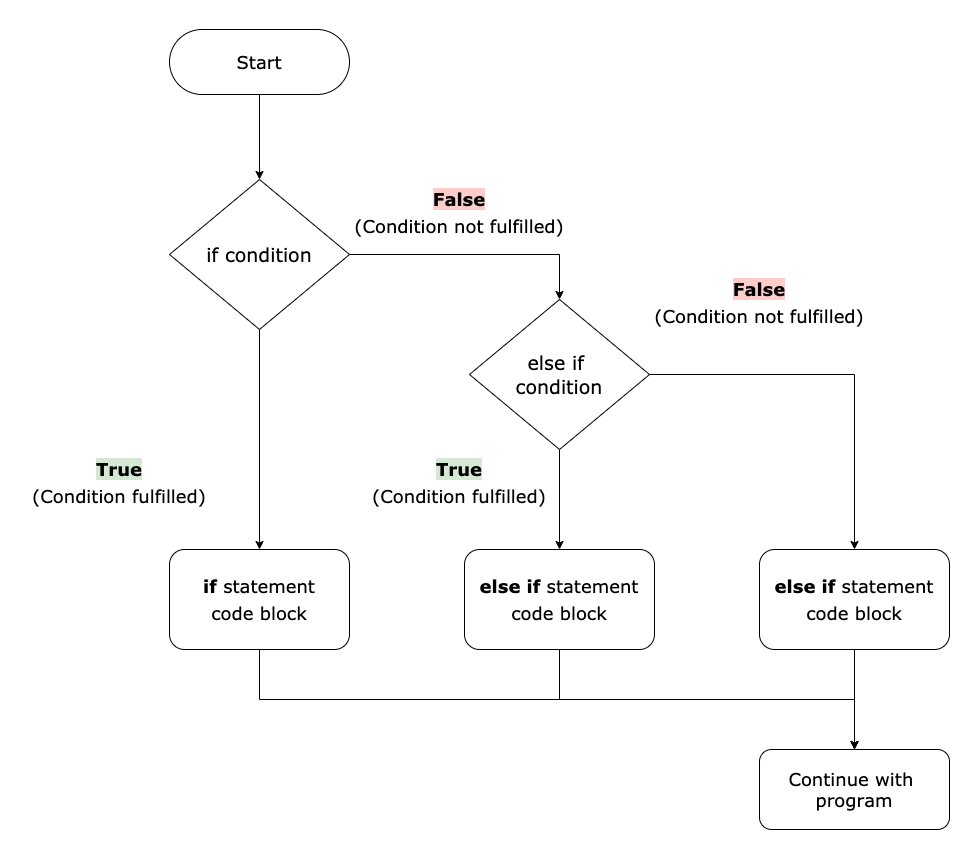 Start
False
(Condition not fulfilled)
if condition
False
(Condition not fulfilled)
else if
condition
True
(Condition fulfilled)
True
(Condition fulfilled)
if statement
code block
else if statement
code block
else if statement
code block
Continue with
program